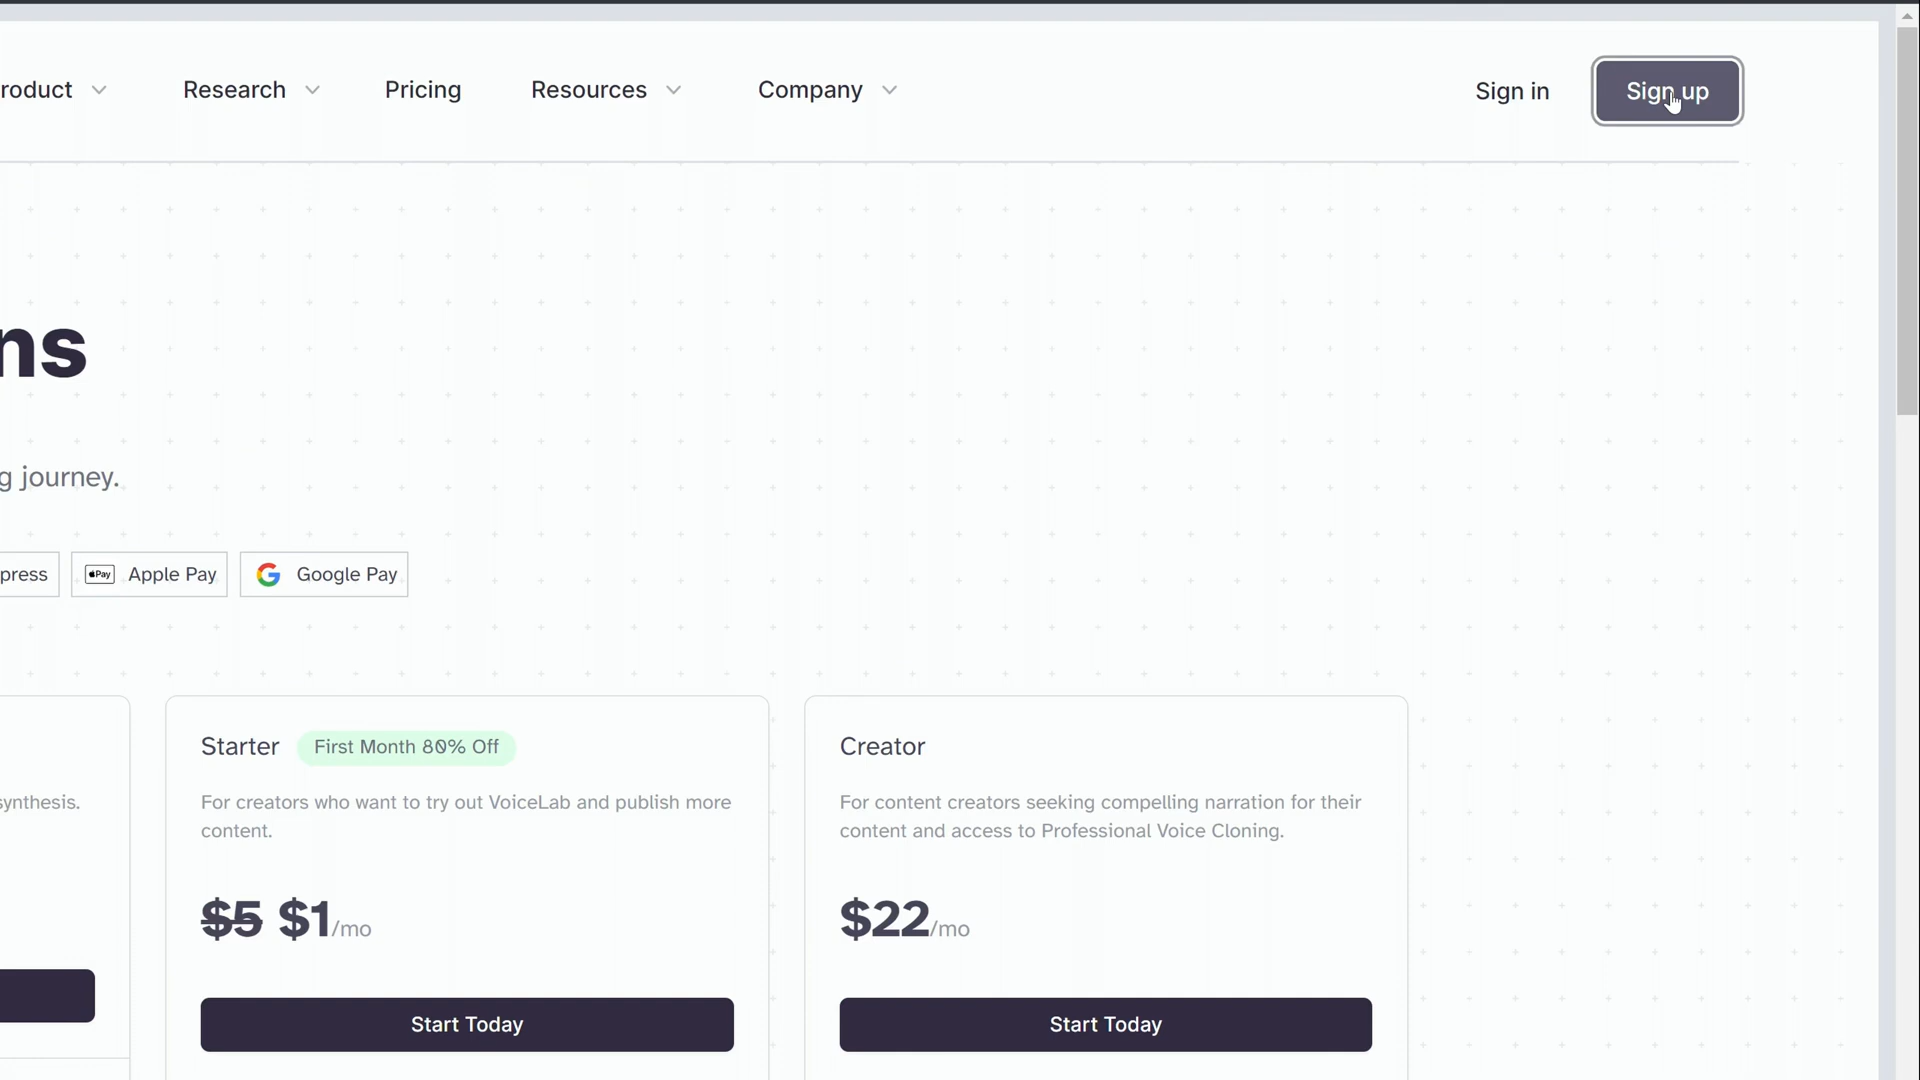 roduct
Research
Pricing
Resources
Company
Sign in
Sign up
ns
g journey.
press
Pay
Apple Pay
Google Pay
synthesis.
Starter
First Month 80% Off
For creators who want to try out VoiceLab and publish more
content.
$5 $1/mo
Start Today
Creator
For content creators seeking compelling narration for their
content and access to Professional Voice Cloning.
$22/mo
Start Today